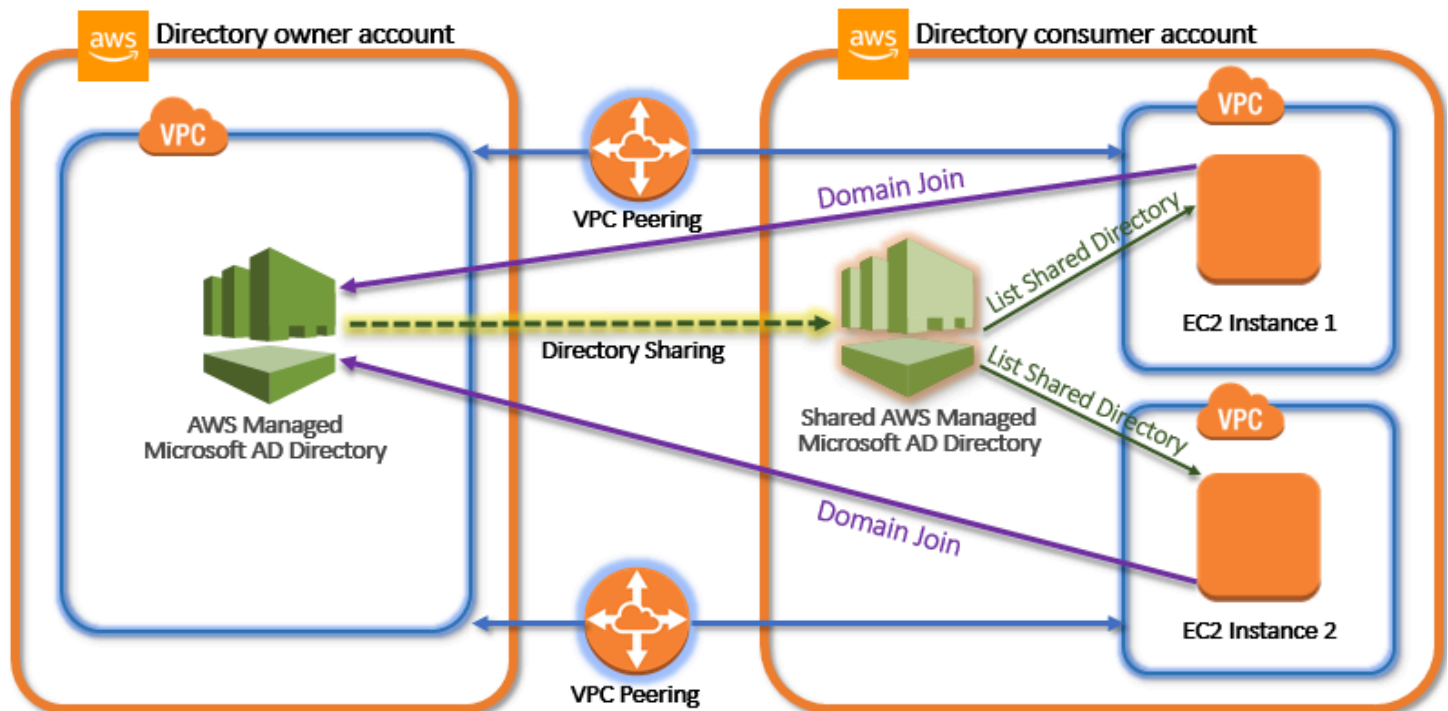 aws
Directory owner account
aws
Directory consumer account
VPC
VPC
VPC Peering
Domain Join
List Shared Directory
EC2 Instance 1
Directory Sharing
AWS Managed
Microsoft AD Directory
Shared AWS Managed
Microsoft AD Directory
List Shared Directory
VPC
Domain Join
EC2 Instance 2
VPC Peering